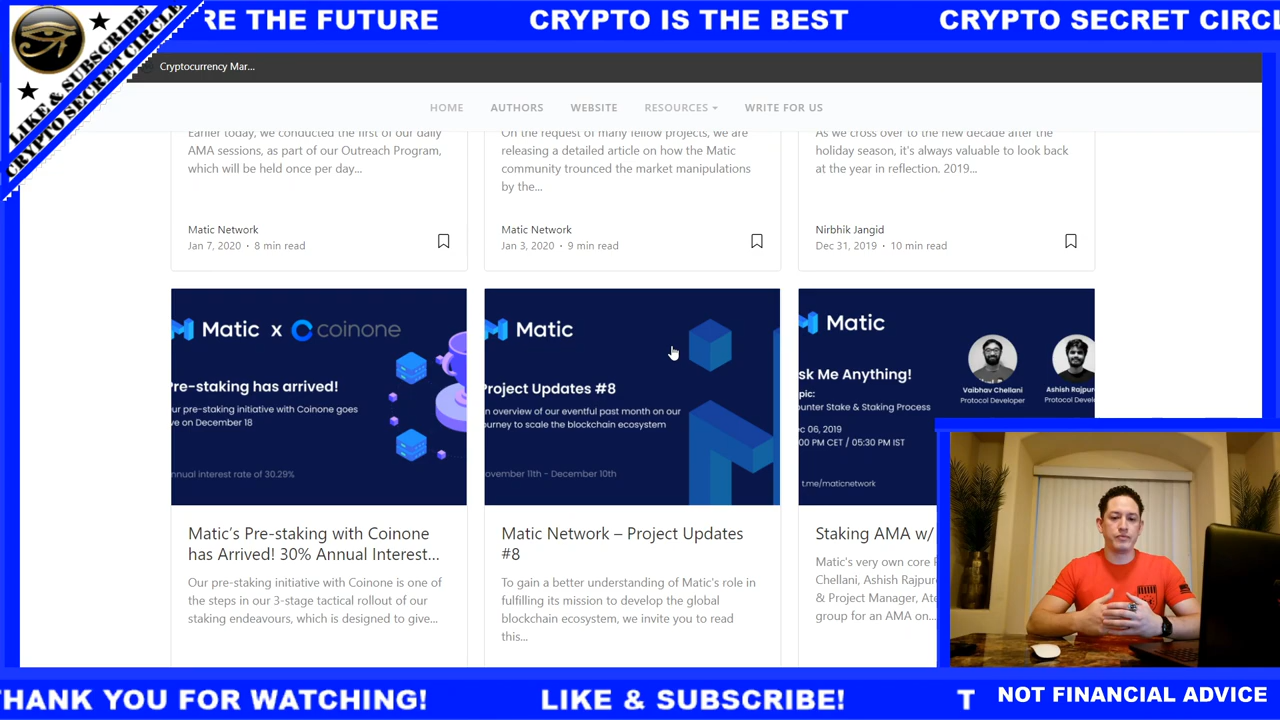 RE THE FUTURE
CRYPTO IS THE BEST
CRYPTO SECRET CIRC
LIKE & SUBSCRIBE
CRYPTO SECRET CIRCLE
Cryptocurrency Mar...
HOME
AUTHORS
WEBSITE
RESOURCES
WRITE FOR US
Earlier today, we conducted the first of our daily
AMA sessions, as part of our Outreach Program,
which will be held once per day...
Matic Network
Jan 7, 2020 • 8 min read
On the request of many fellow projects, we are
releasing a detailed article on how the Matic
community trounced the market manipulations
by the...
Matic Network
Jan 3, 2020 • 9 min read
As we cross over to the new decade after the
holiday season, it's always valuable to look back
at the year in reflection. 2019...
Nirbhik Jangid
Dec 31, 2019 • 10 min read
Matic x coinone
Pre-staking has arrived!
ur pre-staking initiative with Coinone goes
ve on December 18
nnual interest rate of 30.29%
Matic’s Pre-staking with Coinone
has Arrived! 30% Annual Interest...
Our pre-staking initiative with Coinone is one of
the steps in our 3-stage tactical rollout of our
staking endeavours, which is designed to give...
Matic
Project Updates #8
n overview of our eventful past month on our
ourney to scale the blockchain ecosystem
ovember 11th - December 10th
Matic Network – Project Updates
#8
To gain a better understanding of Matic's role in
fulfilling its mission to develop the global
blockchain ecosystem, we invite you to read
this...
Matic
sk Me Anything!
pic:
unter Stake & Staking Process
ec 06, 2019
:00 PM CET / 05:30 PM IST
t.me/maticnetwork
Vaibhav Chellani
Protocol Developer
Ashish Rajpur
Protocol Devel
Staking AMA w/
Matic's very own core P
Chellani, Ashish Rajpure
& Project Manager, Ate
group for an AMA on...
THANK YOU FOR WATCHING!
LIKE & SUBSCRIBE!
T
NOT FINANCIAL ADVICE